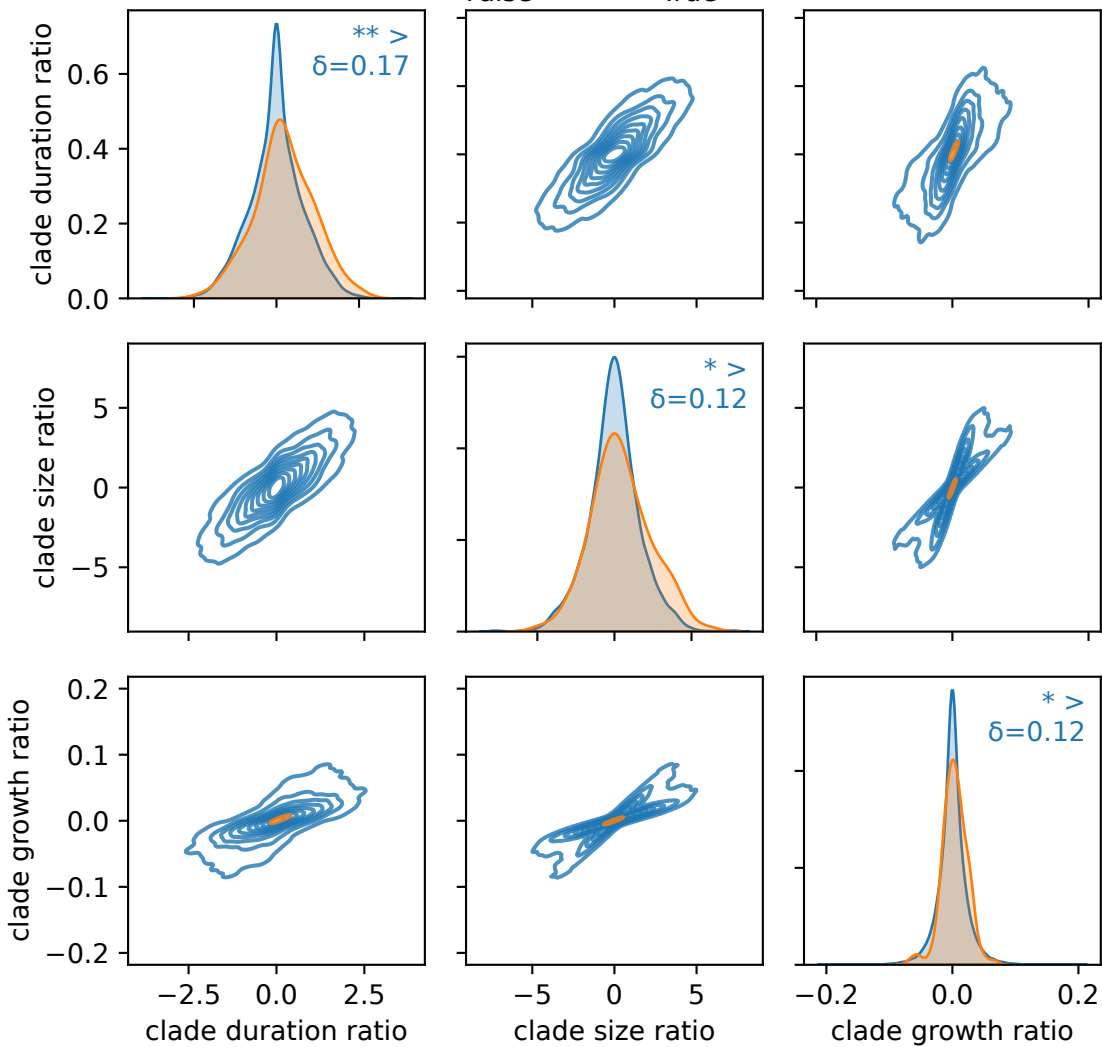 clade duration ratio
0.6
0.4
0.2
0.0
** >
δ=0.17
clade size ratio
5
0
−5
* >
δ=0.12
clade growth ratio
0.2
0.1
0.0
−0.1
−0.2
* >
δ=0.12
−2.5 0.0 2.5
−5 0 5
−0.2 0.0 0.2
clade duration ratio
clade size ratio
clade growth ratio